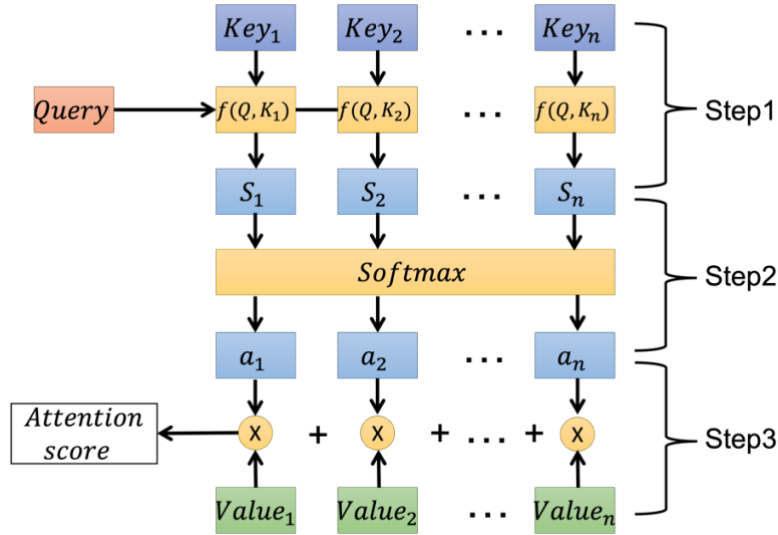 Key₁ Key₂ ... Keyₙ
Query f(Q,K₁) f(Q,K₂) ... f(Q,Kₙ) Step1
S₁ S₂ ... Sₙ
Softmax Step2
a₁ a₂ ... aₙ
Attention
score X + X + ... + X Step3
Value₁ Value₂ ... Valueₙ